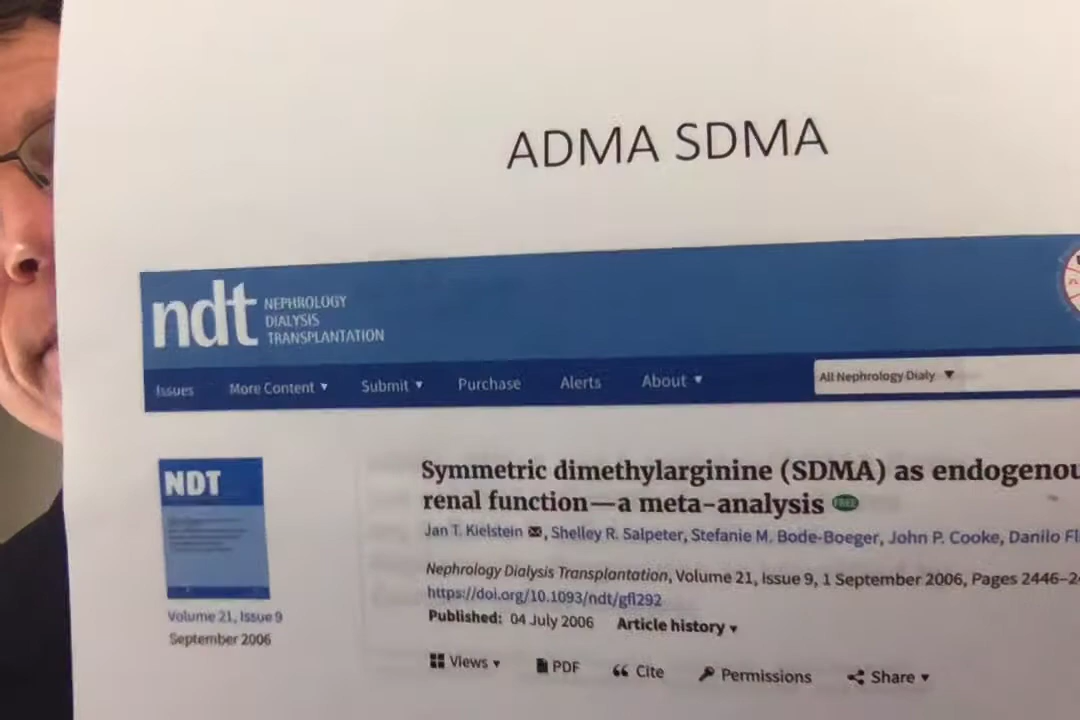 ADMA SDMA
ndt NEPHROLOGY
DIALYSIS
TRANSPLANTATION
Issues More Content ▼ Submit ▼ Purchase Alerts About ▼ All Nephrology Dialy ▼
NDT
Volume 21, Issue 9
September 2006
Symmetric dimethylarginine (SDMA) as endogenou
renal function—a meta-analysis FREE
Jan T. Kielstein ✉, Shelley R. Salpeter, Stefanie M. Bode-Boeger, John P. Cooke, Danilo Fl
Nephrology Dialysis Transplantation, Volume 21, Issue 9, 1 September 2006, Pages 2446–2
https://doi.org/10.1093/ndt/gfl292
Published: 04 July 2006 Article history ▾
Views ▾ PDF Cite Permissions Share ▾